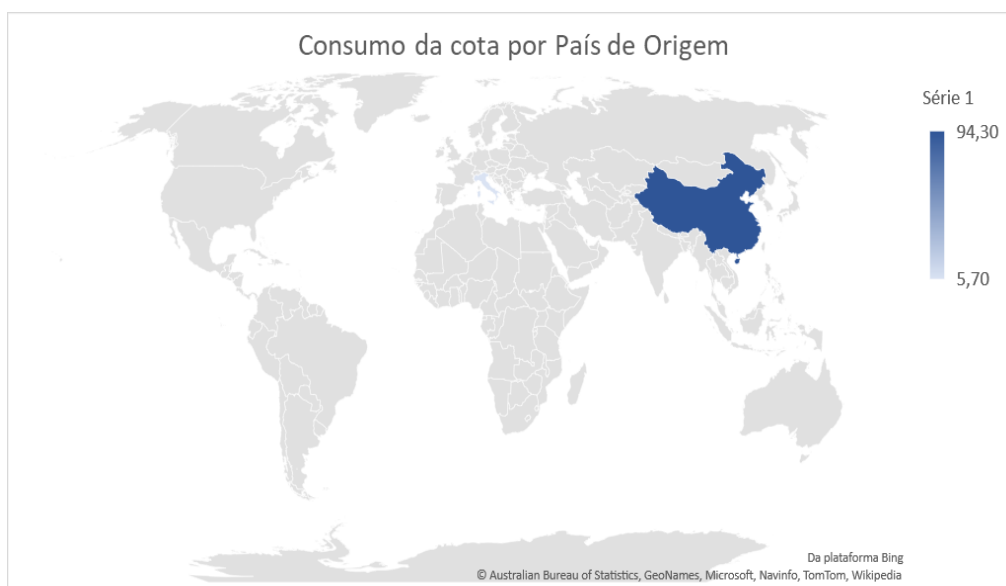 Consumo da cota por País de Origem
Série 1
94,30
5,70
Da plataforma Bing
© Australian Bureau of Statistics, GeoNames, Microsoft, Navinfo, TomTom, Wikipedia